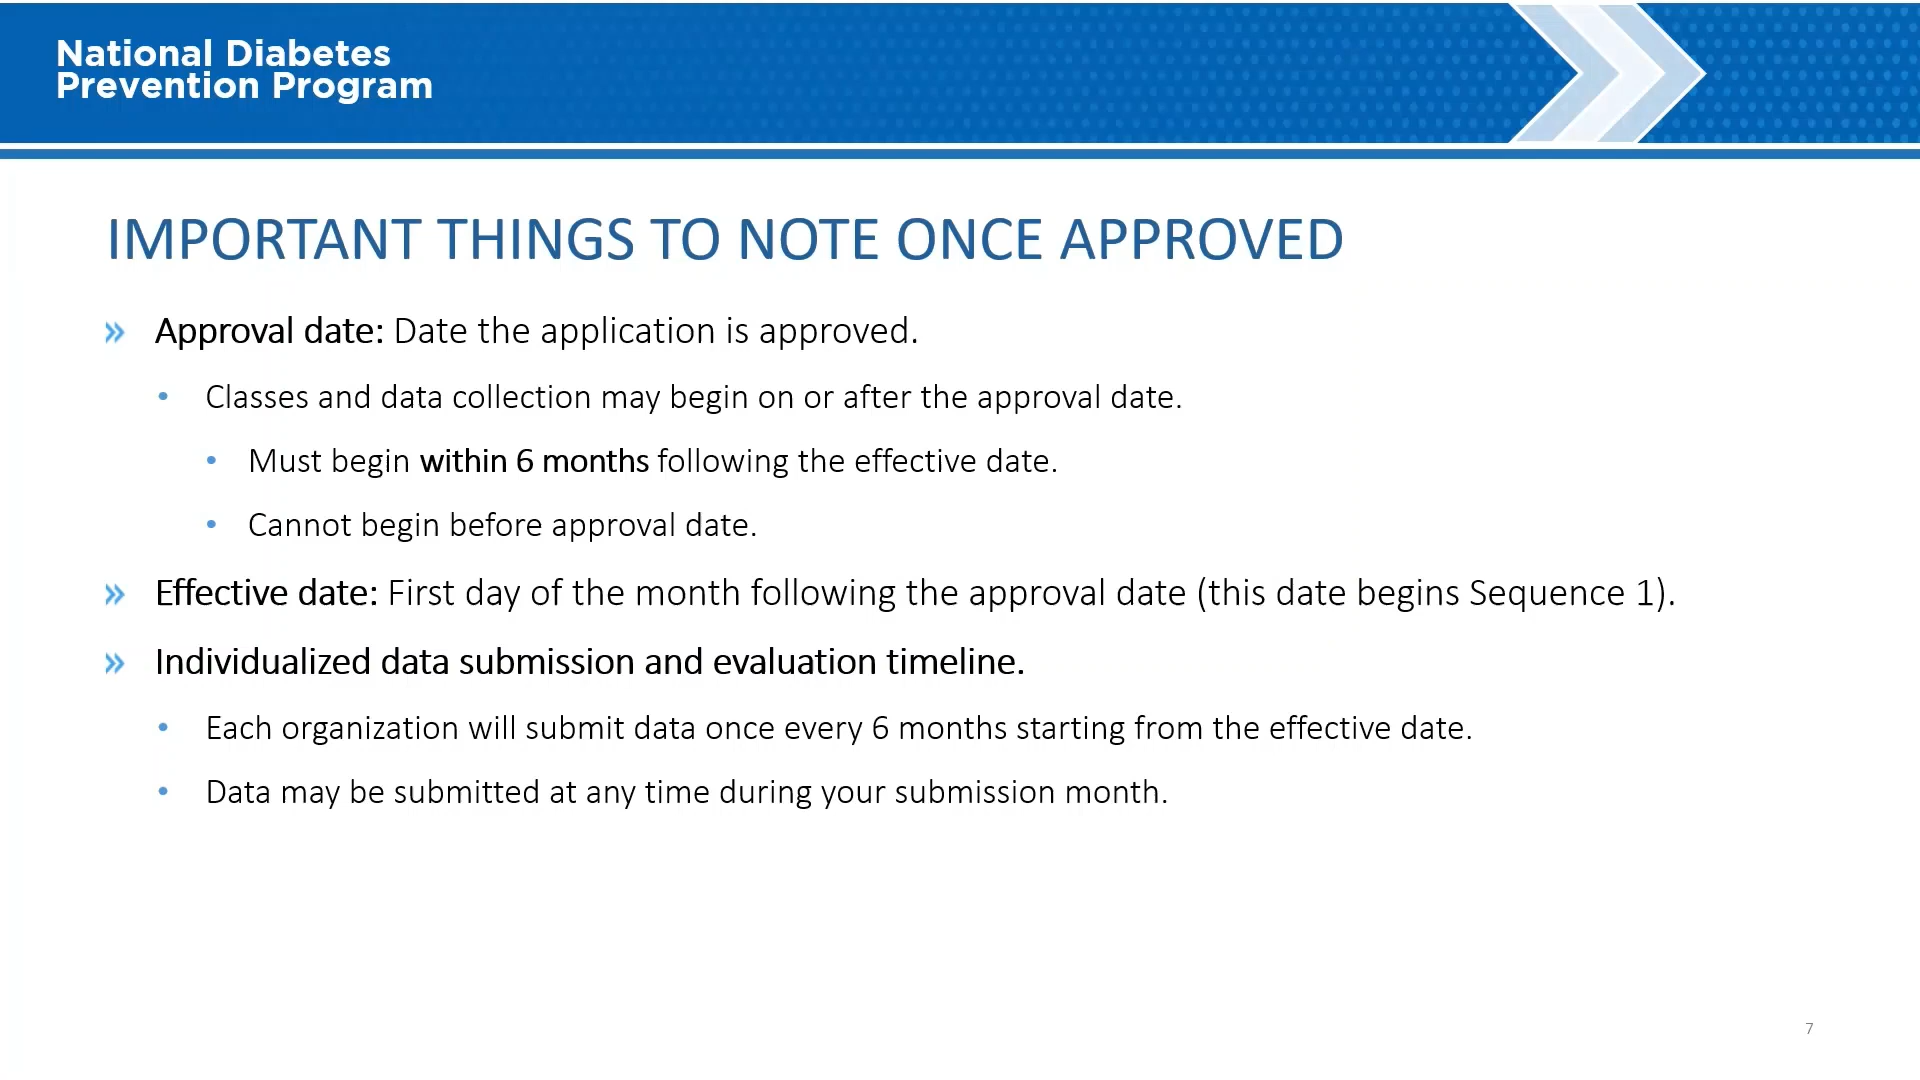 National Diabetes
Prevention Program
IMPORTANT THINGS TO NOTE ONCE APPROVED
» Approval date: Date the application is approved.
• Classes and data collection may begin on or after the approval date.
• Must begin within 6 months following the effective date.
• Cannot begin before approval date.
» Effective date: First day of the month following the approval date (this date begins Sequence 1).
» Individualized data submission and evaluation timeline.
• Each organization will submit data once every 6 months starting from the effective date.
• Data may be submitted at any time during your submission month.
7